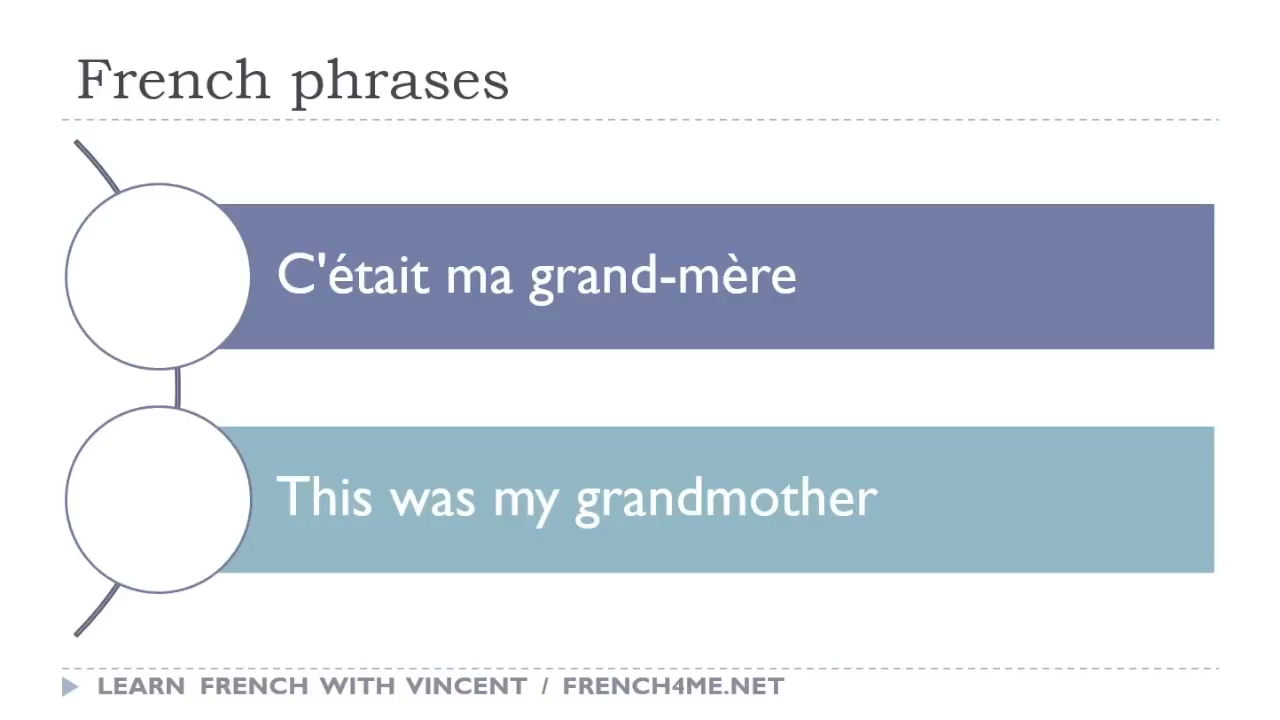 French phrases
C'était ma grand-mère
This was my grandmother
LEARN FRENCH WITH VINCENT / FRENCH4ME.NET